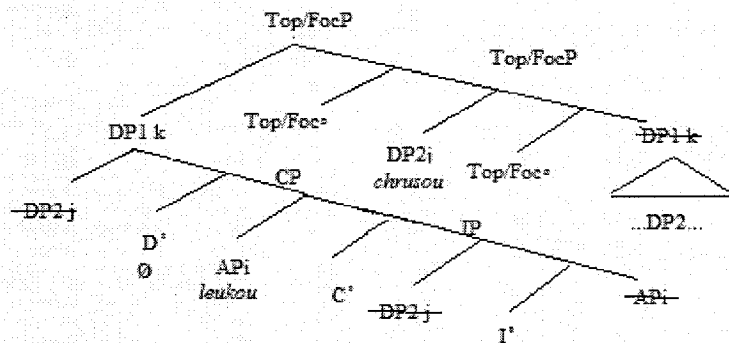 Top/FocP
Top/FocP
Top/Foc°
DP1 k
DP2j
chrusou
Top/Foc°
DP1 k
CP
DP2 j
...DP2...
D°
Ø
APi
leukou
IP
C°
DP2 j
I°
APi